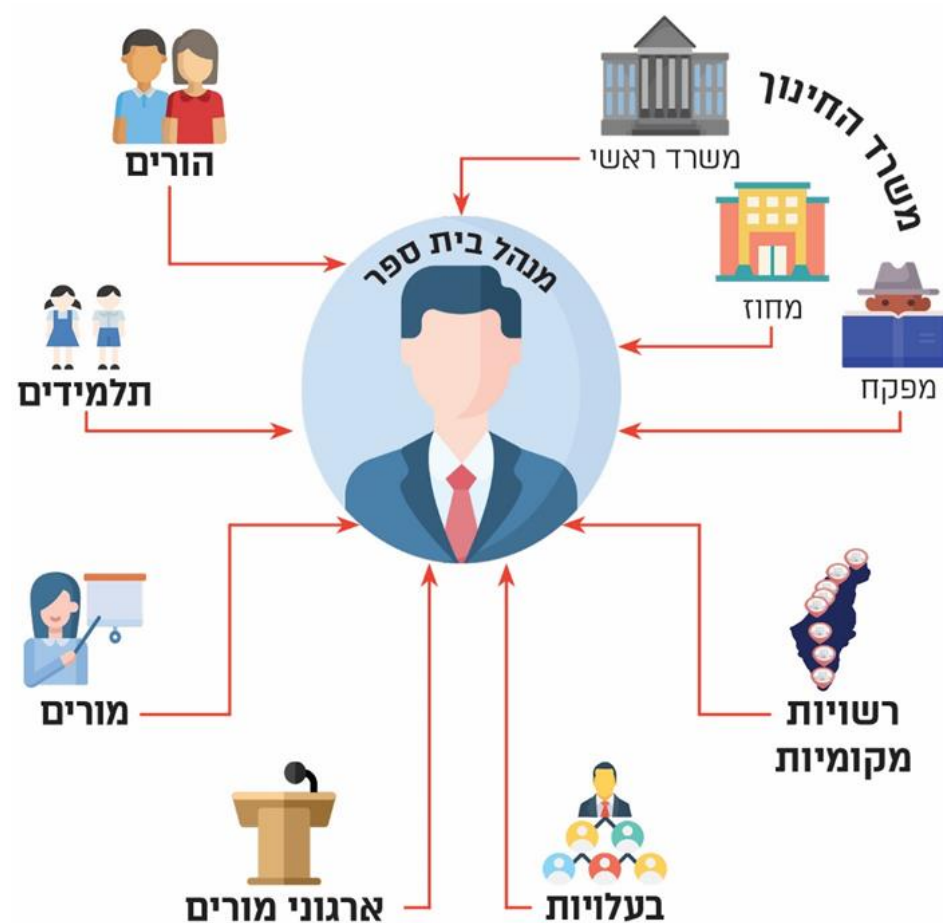 משרד החינוך
משרד ראשי
מחוז
מפקח
הורים
מנהל בית ספר
תלמידים
מורים
רשויות
מקומיות
בעלויות
ארגוני מורים